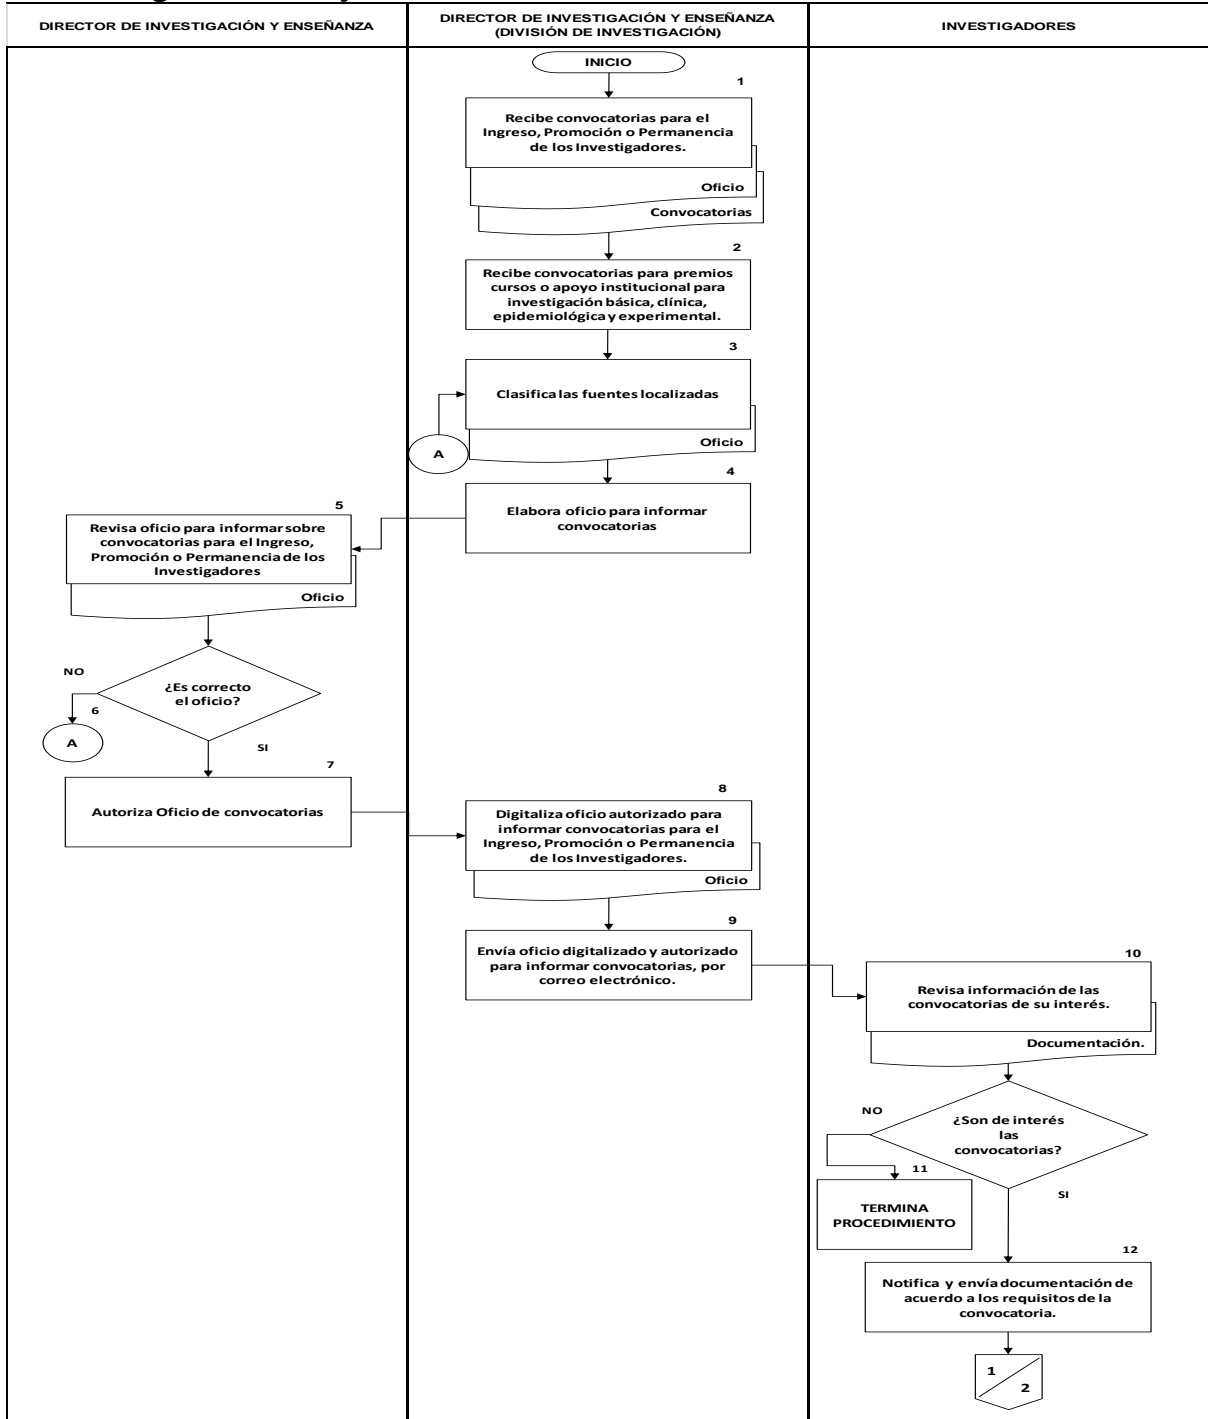 DIRECTOR DE INVESTIGACIÓN Y ENSEÑANZA
DIRECTOR DE INVESTIGACIÓN Y ENSEÑANZA
(DIVISIÓN DE INVESTIGACIÓN)
INVESTIGADORES
INICIO
1
Recibe convocatorias para el
Ingreso, Promoción o Permanencia
de los Investigadores.
Oficio
Convocatorias
2
Recibe convocatorias para premios
cursos o apoyo institucional para
investigación básica, clínica,
epidemiológica y experimental.
3
Clasifica las fuentes localizadas
Oficio
A
4
Elabora oficio para informar
convocatorias
5
Revisa oficio para informar sobre
convocatorias para el Ingreso,
Promoción o Permanencia de los
Investigadores
Oficio
¿Es correcto
el oficio?
NO
6
A
SI
7
Autoriza Oficio de convocatorias
8
Digitaliza oficio autorizado para
informar convocatorias para el
Ingreso, Promoción o Permanencia
de los Investigadores.
Oficio
9
Envía oficio digitalizado y autorizado
para informar convocatorias, por
correo electrónico.
10
Revisa información de las
convocatorias de su interés.
Documentación.
¿Son de interés
las
convocatorias?
NO
11
TERMINA
PROCEDIMIENTO
SI
12
Notifica y envía documentación de
acuerdo a los requisitos de la
convocatoria.
1
2